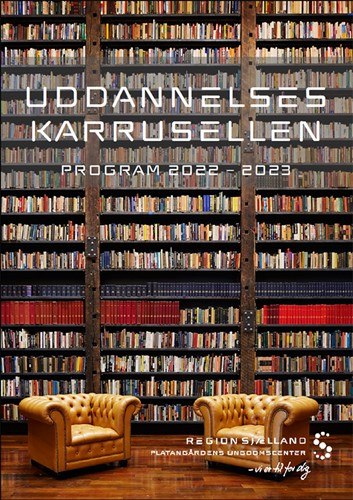 UDDANNELSES
KARRUSELLEN
PROGRAM 2022 - 2023
REGION SJÆLLAND
PLATANGÅRDENS UNGDOMSCENTER
- vi er til for dig